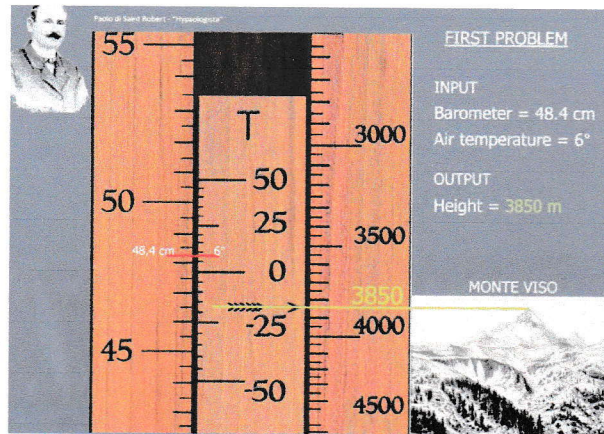 Paolo di Saint Robert - "Hypsologista"
FIRST PROBLEM
INPUT
Barometer = 48.4 cm
Air temperature = 6°
OUTPUT
Height = 3850 m
MONTE VISO
55
50
45
48,4 cm
6°
T
50
25
0
-25
-50
3000
3500
3850
4000
4500